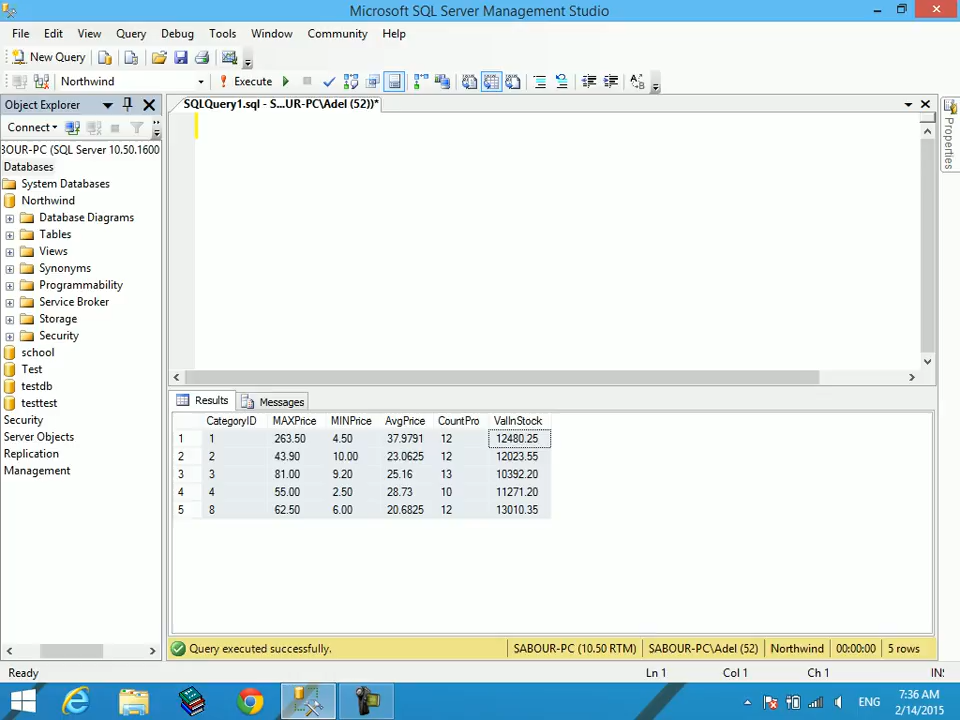 Microsoft SQL Server Management Studio
File Edit View Query Debug Tools Window Community Help
New Query
Northwind Execute
Object Explorer
SQLQuery1.sql - S...UR-PC\Adel (52))*
Connect
Properties
BOUR-PC (SQL Server 10.50.1600
Databases
System Databases
Northwind
Database Diagrams
Tables
Views
Synonyms
Programmability
Service Broker
Storage
Security
school
Test
testdb
testtest
Security
Server Objects
Replication
Management
Results Messages
CategoryID MAXPrice MINPrice AvgPrice CountPro ValInStock
1 1 263.50 4.50 37.9791 12 12480.25
2 2 43.90 10.00 23.0625 12 12023.55
3 3 81.00 9.20 25.16 13 10392.20
4 4 55.00 2.50 28.73 10 11271.20
5 8 62.50 6.00 20.6825 12 13010.35
Query executed successfully. SABOUR-PC (10.50 RTM) SABOUR-PC\Adel (52) Northwind 00:00:00 5 rows
Ready Ln 1 Col 1 Ch 1 INS
ENG
7:36 AM
2/14/2015